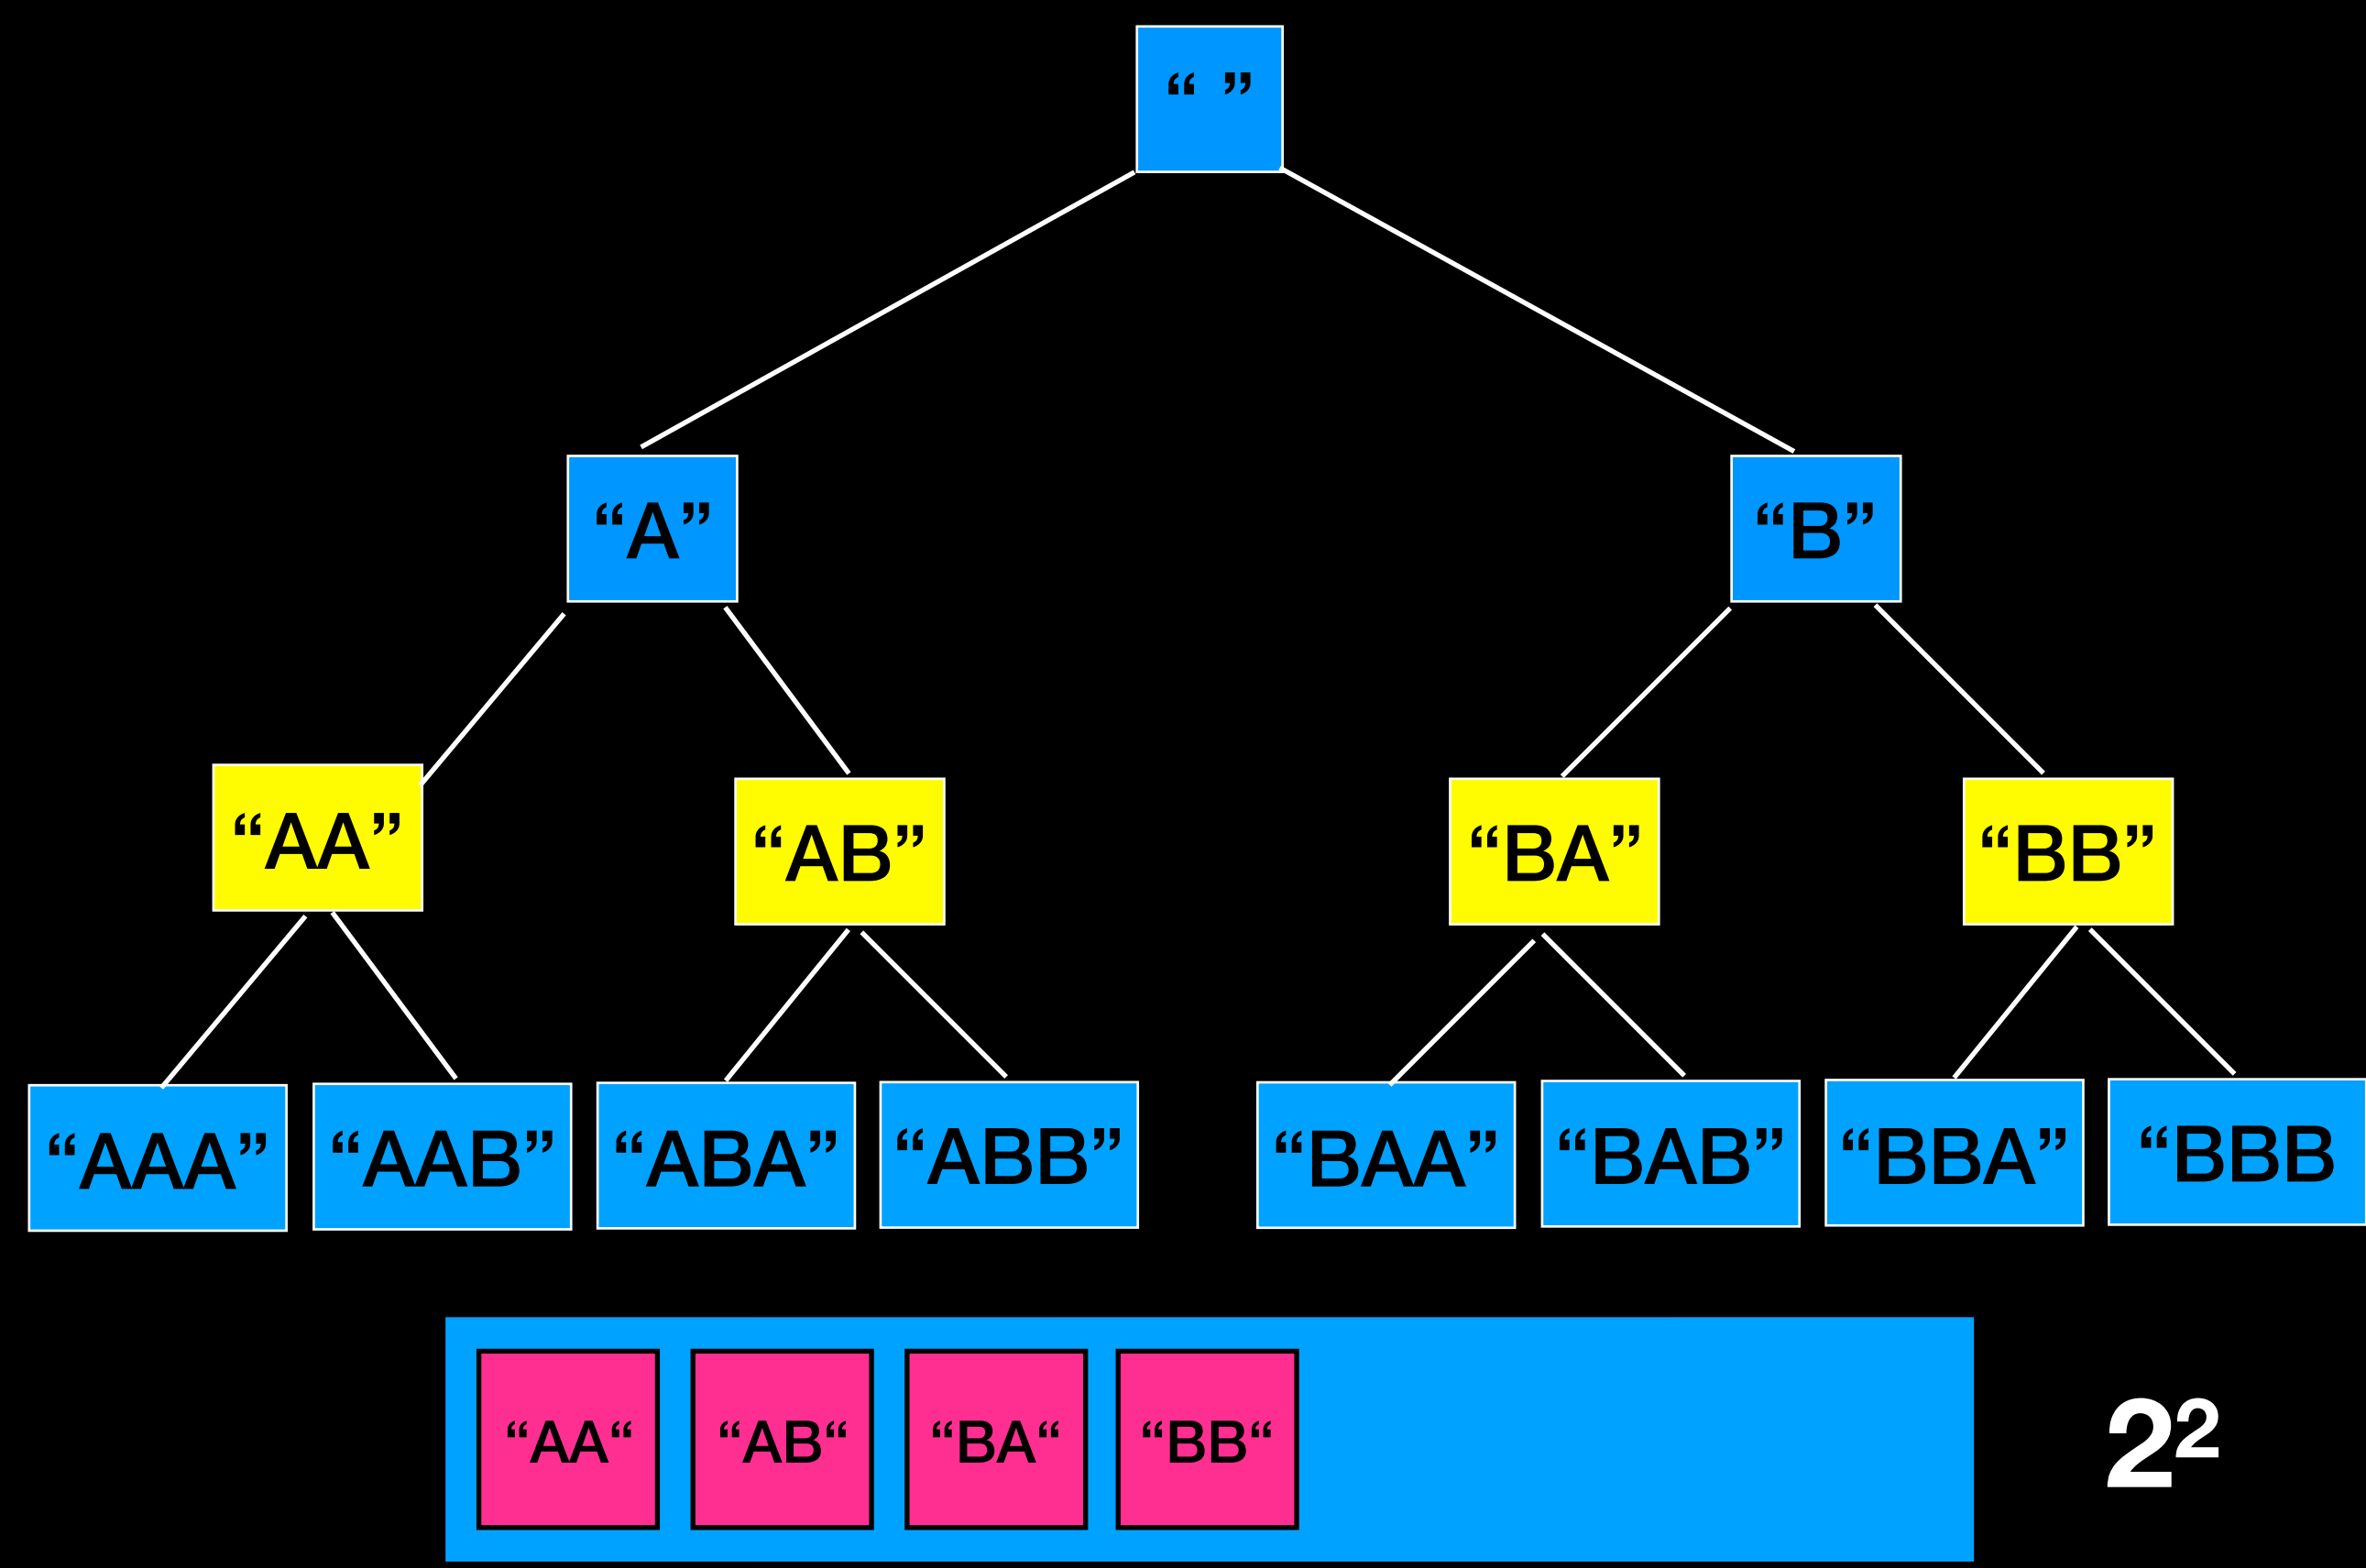 “ ”
“A” “B”
“AA” “AB” “BA” “BB”
“AAA” “AAB” “ABA” “ABB” “BAA” “BAB” “BBA” “BBB
“AA“ “AB“ “BA“ “BB“ 2²